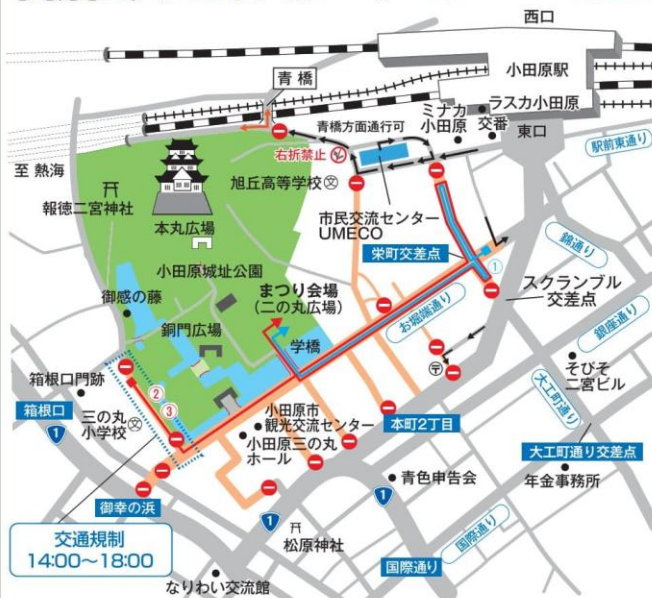 西口
小田原駅
青橋
青橋方面通行可
ミナカ
小田原
ラスカ小田原
交番
東口
駅前東通り
至 熱海
右折禁止
旭丘高等学校
文
報徳二宮神社
本丸広場
市民交流センター
UMECO
錦通り
栄町交差点
①
小田原城址公園
スクランブル
交差点
まつり会場
(二の丸広場)
お堀端通り
御感の藤
銅門広場
学橋
銀座通り
〒
そびそ
二宮ビル
大工町通り
箱根口門跡
②
③
箱根口
1
三の丸
小学校
文
小田原市
観光交流センター
本町2丁目
小田原三の丸
ホール
大工町通り交差点
青色申告会
年金事務所
御幸の浜
1
1
交通規制
14:00~18:00
松原神社
国際通り
国際通り
なりわい交流館